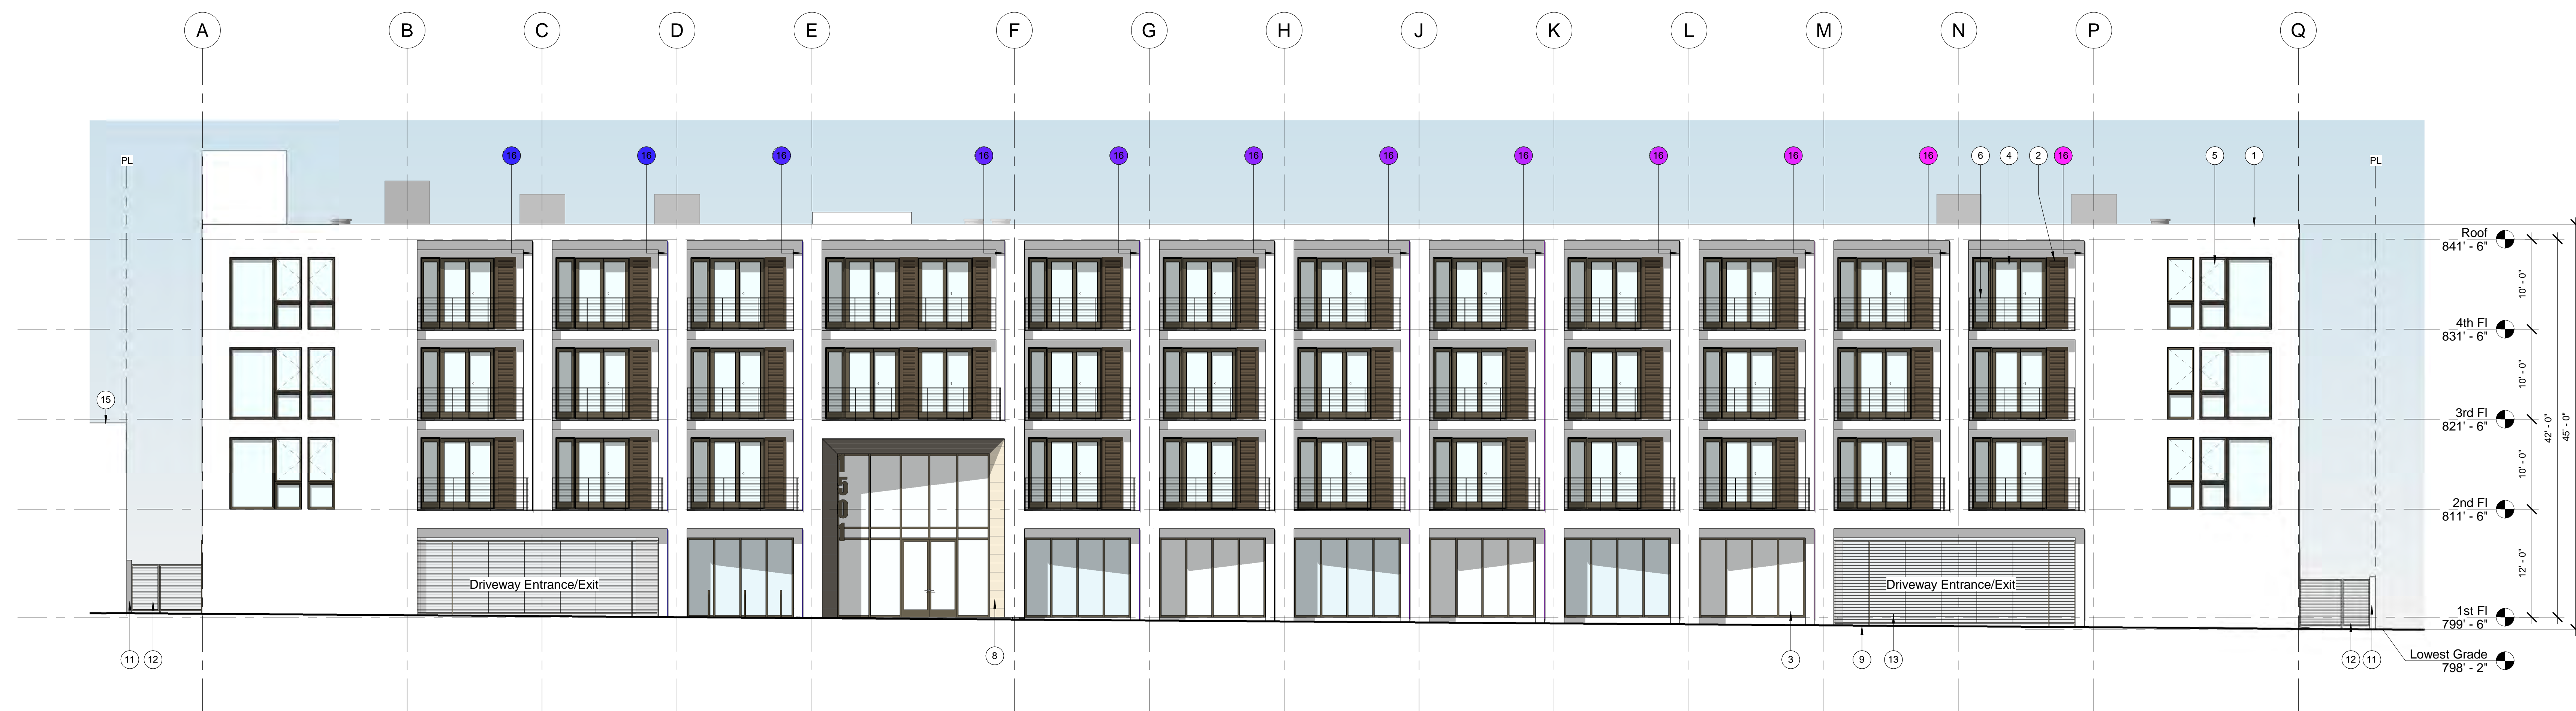 A B C D E F G H J K L M N P Q
PL 16 16 16 16 16 16 16 16 16 16 16 6 4 2 16 5 1 PL
Roof
841' - 6"
10' - 0"
4th Fl
831' - 6"
10' - 0"
15
3rd Fl
821' - 6"
42' - 0"
45' - 0"
10' - 0"
501
2nd Fl
811' - 6"
12' - 0"
Driveway Entrance/Exit Driveway Entrance/Exit
1st Fl
799' - 6"
11 12 8 3 9 13 12 11
Lowest Grade
798' - 2"